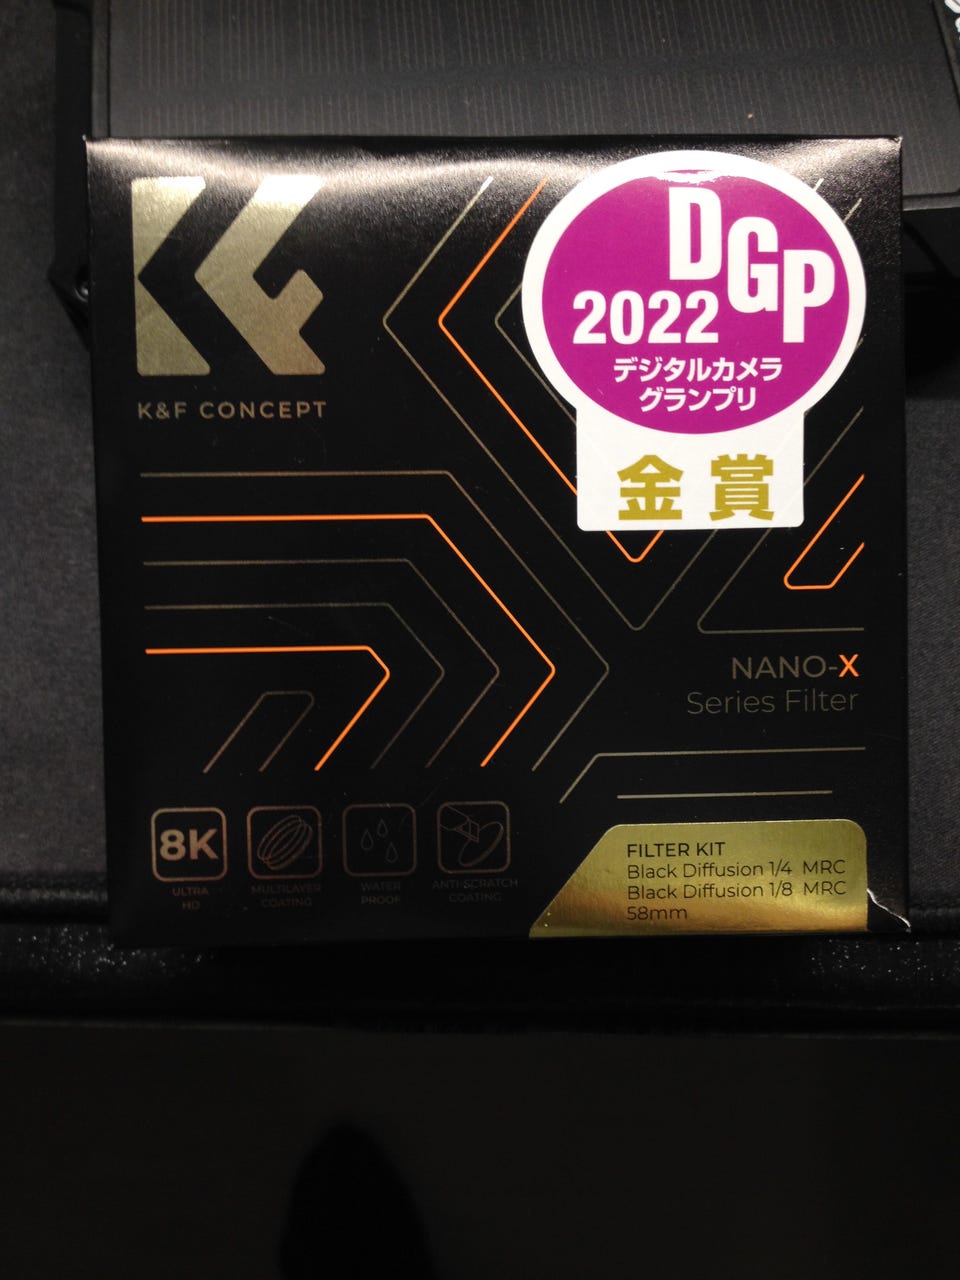 K&F CONCEPT
DGP
2022
デジタルカメラ
グランプリ
金賞
NANO-X
Series Filter
8K
ULTRA
HD
MULTILAYER
COATING
WATER
PROOF
ANTI-SCRATCH
COATING
FILTER KIT
Black Diffusion 1/4 MRC
Black Diffusion 1/8 MRC
58mm